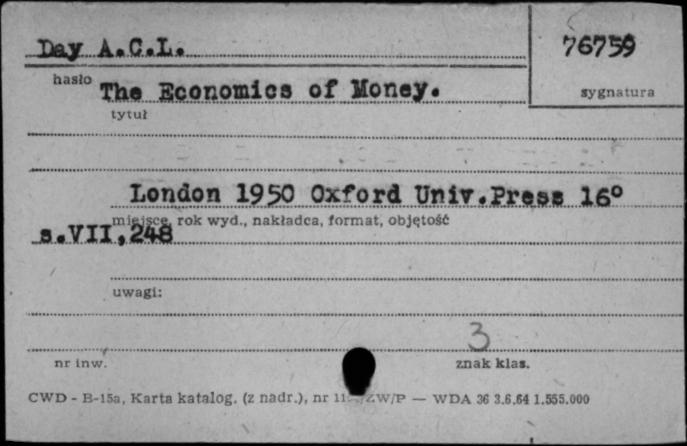 Day A.C.L.
76759
hasło
The Economics of Money.
sygnatura
tytuł
London 1950 Oxford Univ.Press 16°
miejsce, rok wyd., nakładca, format, objętość
s.VII,248
uwagi:
3
nr inw.
znak klas.
CWD - B-15a, Karta katalog. (z nadr.), nr ZW/P — WDA 36 3.6.64 1.555.000